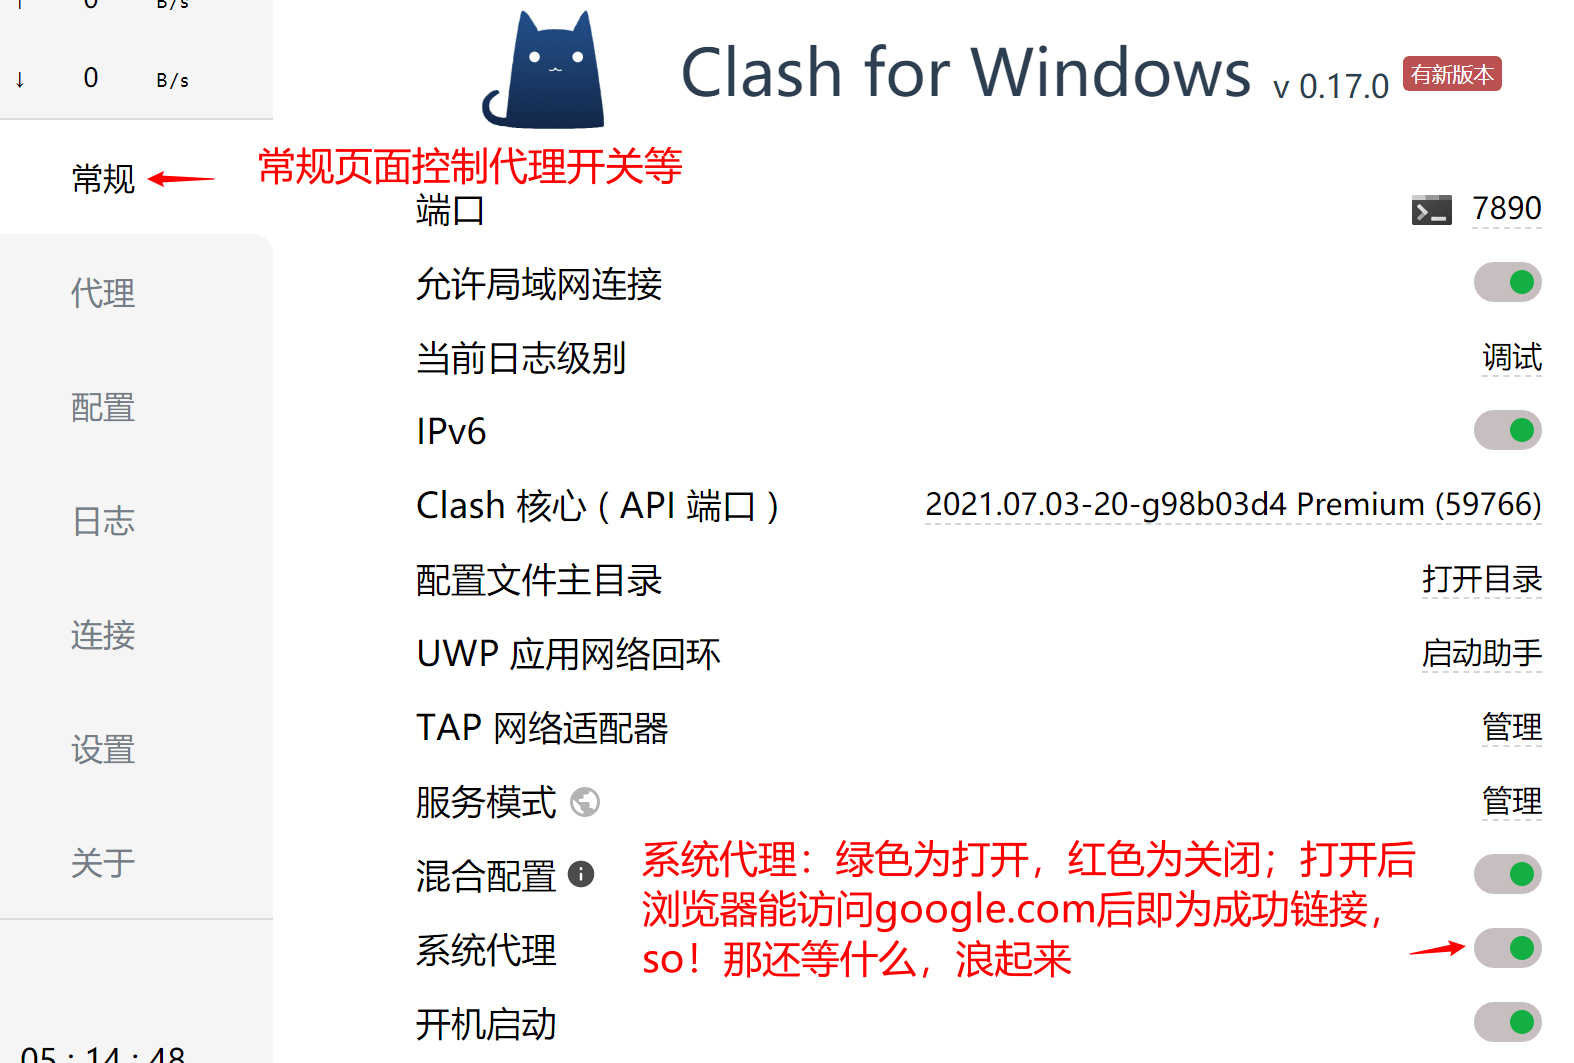 ↑ 0 B/s
↓ 0 B/s
Clash for Windows v 0.17.0 有新版本
常规
常规页面控制代理开关等
代理
配置
日志
连接
设置
关于
05 : 14 : 48
端口 7890
允许局域网连接
当前日志级别 调试
IPv6
Clash 核心 ( API 端口 ) 2021.07.03-20-g98b03d4 Premium (59766)
配置文件主目录 打开目录
UWP 应用网络回环 启动助手
TAP 网络适配器 管理
服务模式 管理
混合配置
系统代理：绿色为打开，红色为关闭；打开后
浏览器能访问google.com后即为成功链接，
so！那还等什么，浪起来
系统代理
开机启动